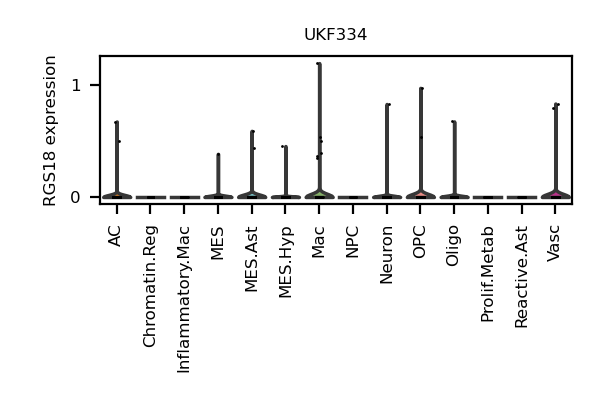 UKF334
RGS18 expression
1
0
AC
Chromatin.Reg
Inflammatory.Mac
MES
MES.Ast
MES.Hyp
Mac
NPC
Neuron
OPC
Oligo
Prolif.Metab
Reactive.Ast
Vasc